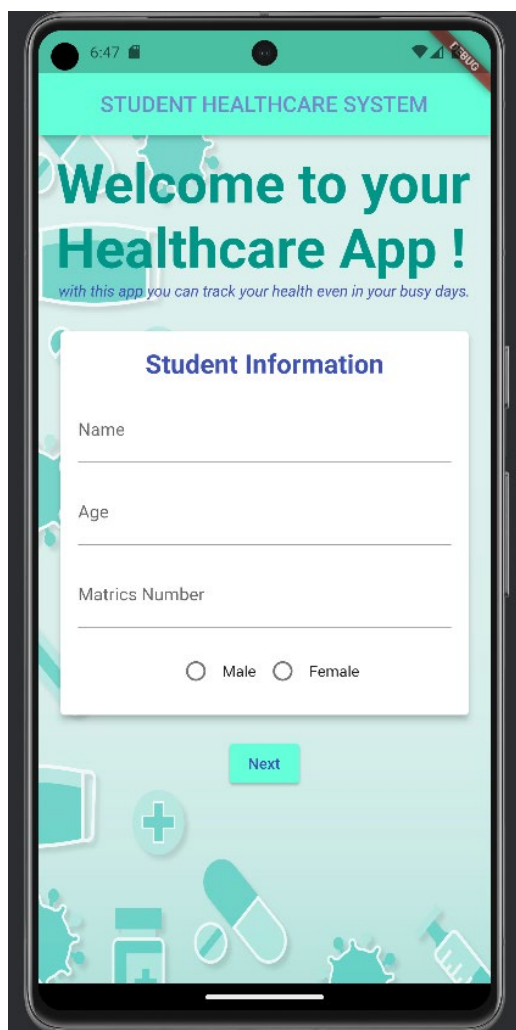 6:47
DEBUG
STUDENT HEALTHCARE SYSTEM
Welcome to your
Healthcare App !
with this app you can track your health even in your busy days.
Student Information
Name
Age
Matrics Number
Male Female
Next